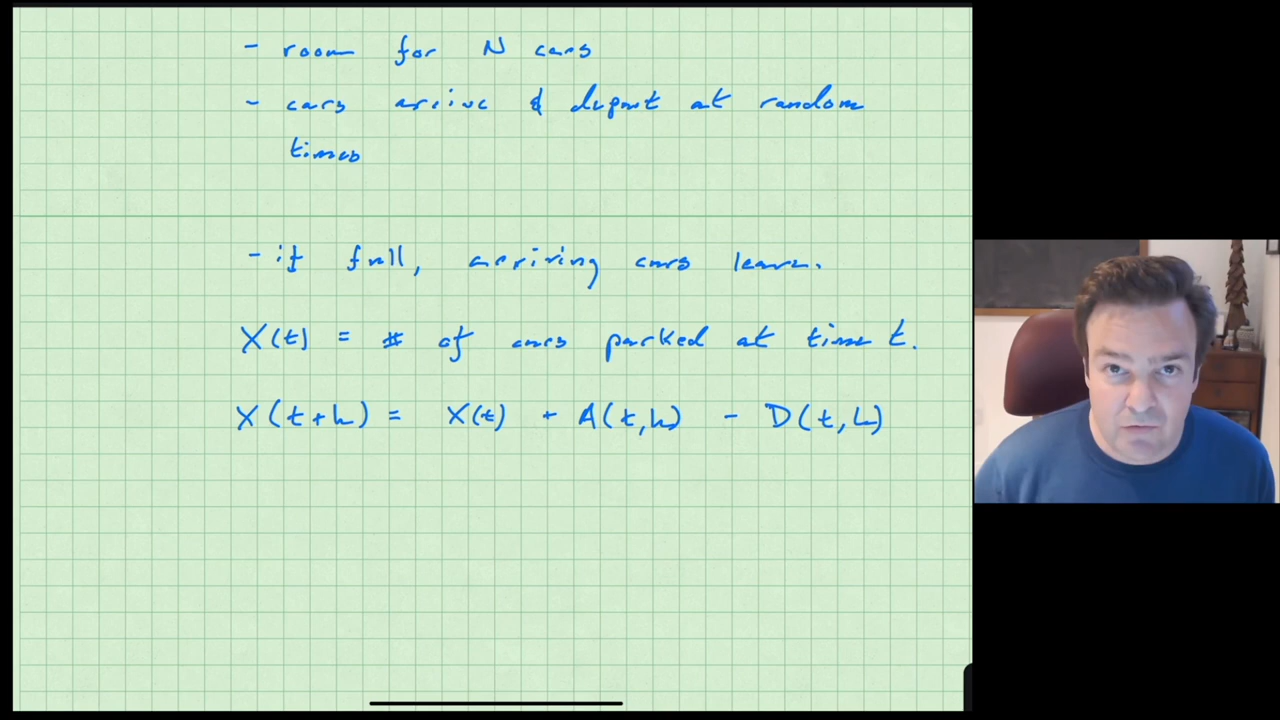 - room for N cars
- cars arrive & depart at random
times
- if full, arriving cars leave.
X(t) = # of cars parked at time t.
X(t+h) = X(t) + A(t,h) - D(t,h)